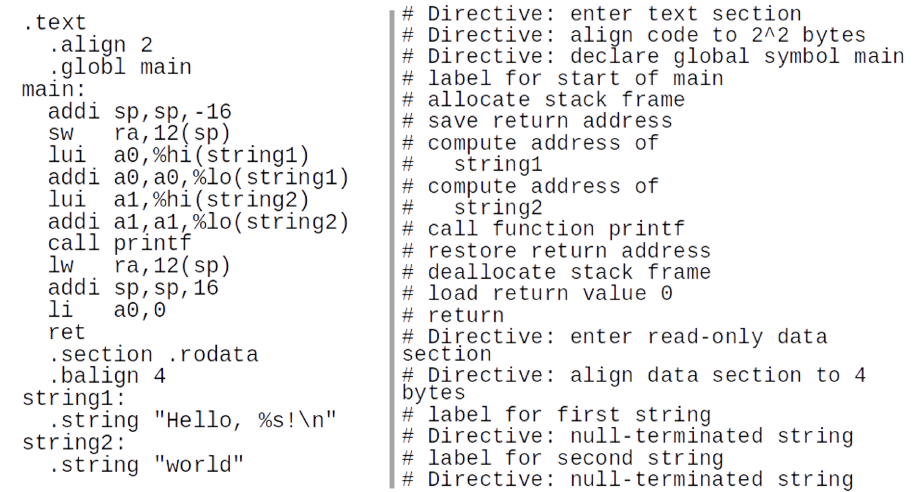 .text
.align 2
.globl main
main:
addi sp,sp,-16
sw   ra,12(sp)
lui  a0,%hi(string1)
addi a0,a0,%lo(string1)
lui  a1,%hi(string2)
addi a1,a1,%lo(string2)
call printf
lw   ra,12(sp)
addi sp,sp,16
li   a0,0
ret
.section .rodata
.balign 4
string1:
.string "Hello, %s!\n"
string2:
.string "world"
# Directive: enter text section
# Directive: align code to 2^2 bytes
# Directive: declare global symbol main
# label for start of main
# allocate stack frame
# save return address
# compute address of
#   string1
# compute address of
#   string2
# call function printf
# restore return address
# deallocate stack frame
# load return value 0
# return
# Directive: enter read-only data
section
# Directive: align data section to 4
bytes
# label for first string
# Directive: null-terminated string
# label for second string
# Directive: null-terminated string